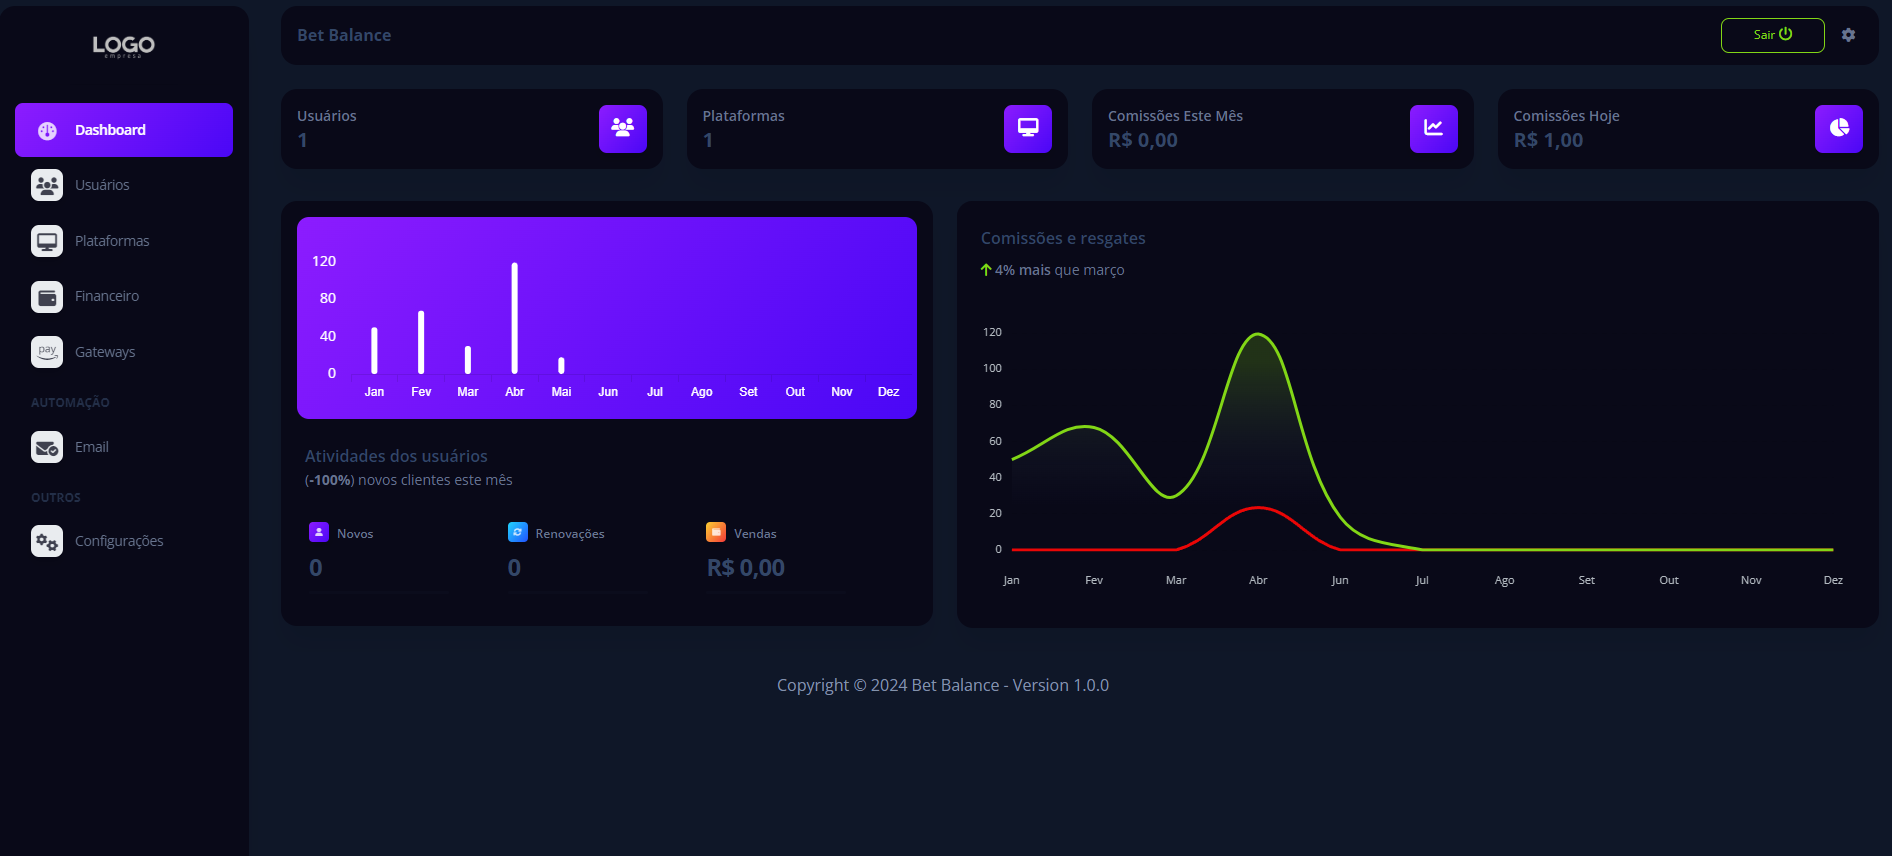 LOGO
empresa
Dashboard
Usuários
Plataformas
Financeiro
pay
Gateways
AUTOMAÇÃO
Email
OUTROS
Configurações
Bet Balance
Sair
Usuários
1
Plataformas
1
Comissões Este Mês
R$ 0,00
Comissões Hoje
R$ 1,00
120
80
40
0
Jan Fev Mar Abr Mai Jun Jul Ago Set Out Nov Dez
Atividades dos usuários
(-100%) novos clientes este mês
Novos
0
Renovações
0
Vendas
R$ 0,00
Comissões e resgates
4% mais que março
120
100
80
60
40
20
0
Jan Fev Mar Abr Jun Jul Ago Set Out Nov Dez
Copyright © 2024 Bet Balance - Version 1.0.0